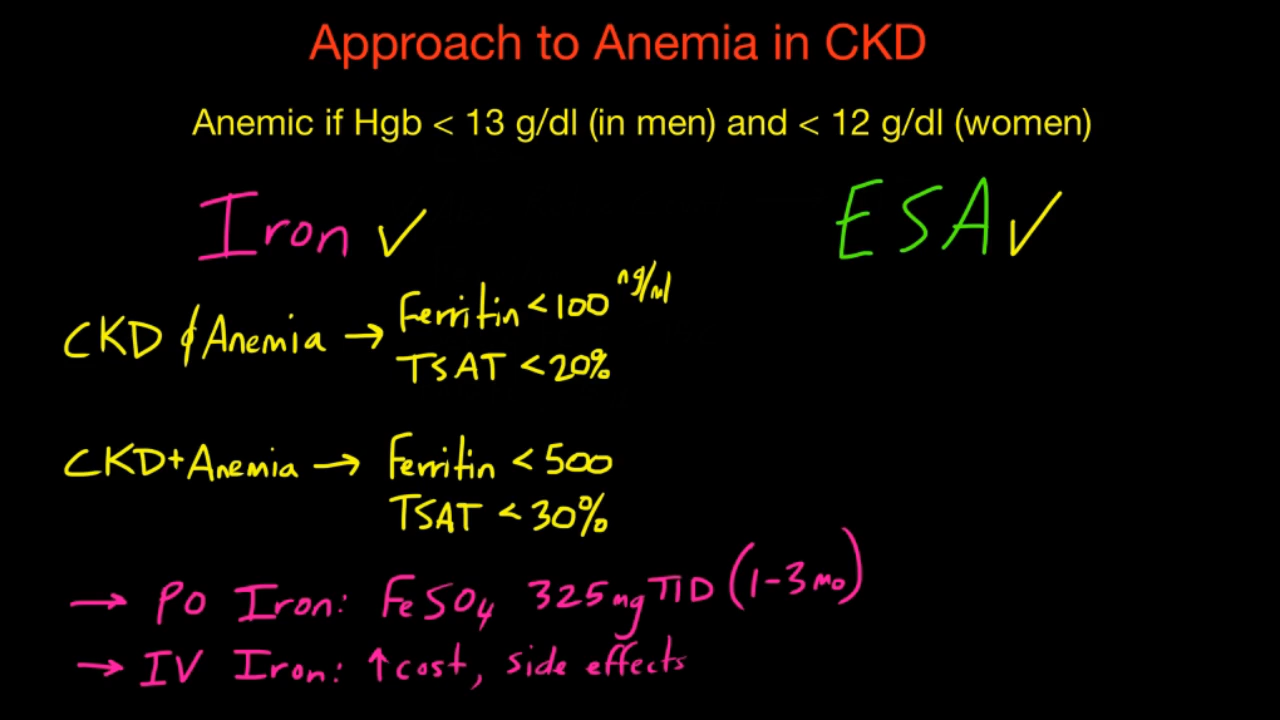 Approach to Anemia in CKD
Anemic if Hgb < 13 g/dl (in men) and < 12 g/dl (women)
Iron ✓
ESA ✓
CKD & Anemia → Ferritin < 100 ng/ml
TSAT < 20%
CKD + Anemia → Ferritin < 500
TSAT < 30%
→ PO Iron: FeSO4 325mg TID (1-3 mo)
→ IV Iron: ↑cost, side effects